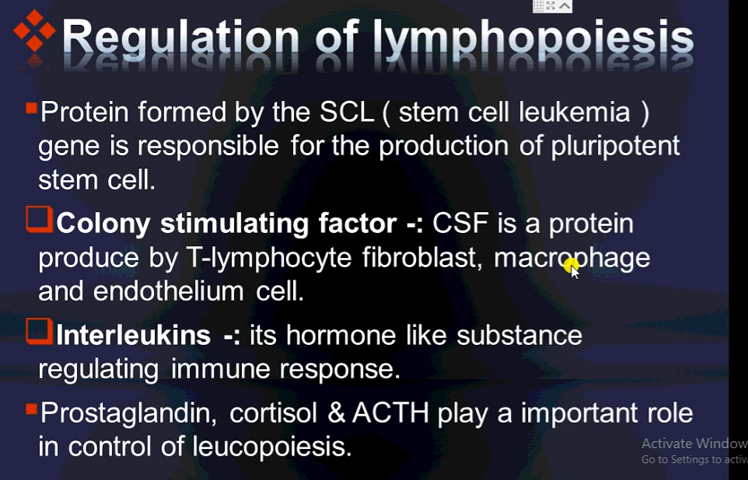 Regulation of lymphopoiesis
Protein formed by the SCL ( stem cell leukemia )
gene is responsible for the production of pluripotent
stem cell.
Colony stimulating factor -: CSF is a protein
produce by T-lymphocyte fibroblast, macrophage
and endothelium cell.
Interleukins -: its hormone like substance
regulating immune response.
Prostaglandin, cortisol & ACTH play a important role
in control of leucopoiesis.
Activate Window
Go to Settings to activ